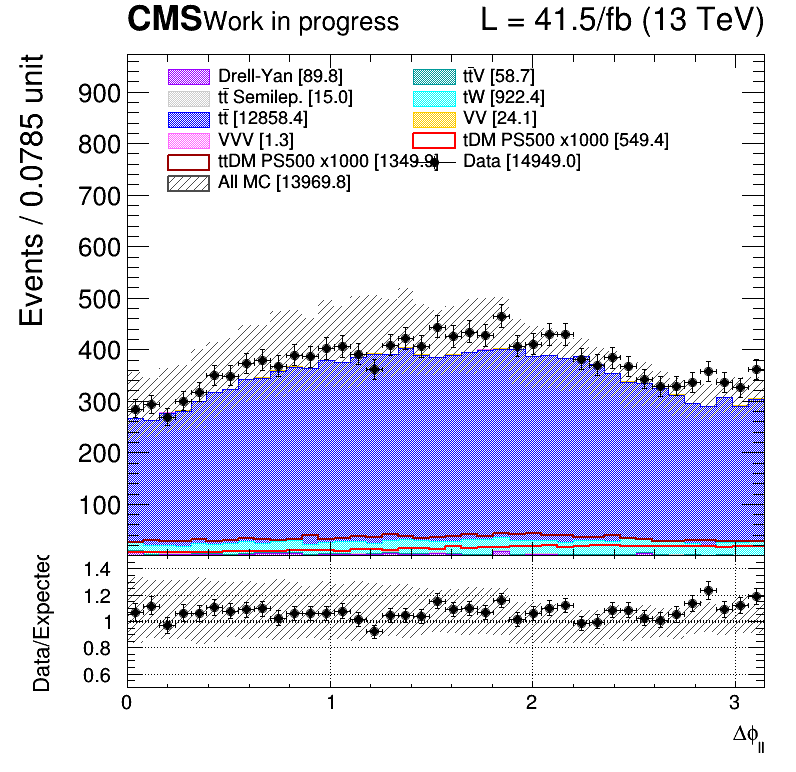 CMS Work in progress L = 41.5/fb (13 TeV)
Drell-Yan [89.8] tt̄V [58.7]
tt̄ Semilep. [15.0] tW [922.4]
tt̄ [12858.4] VV [24.1]
VVV [1.3] tDM PS500 x1000 [549.4]
ttDM PS500 x1000 [1349.9] Data [14949.0]
All MC [13969.8]
Events / 0.0785 unit
900
800
700
600
500
400
300
200
100
Data/Expected
1.4
1.2
1
0.8
0.6
0 1 2 3
Δϕll